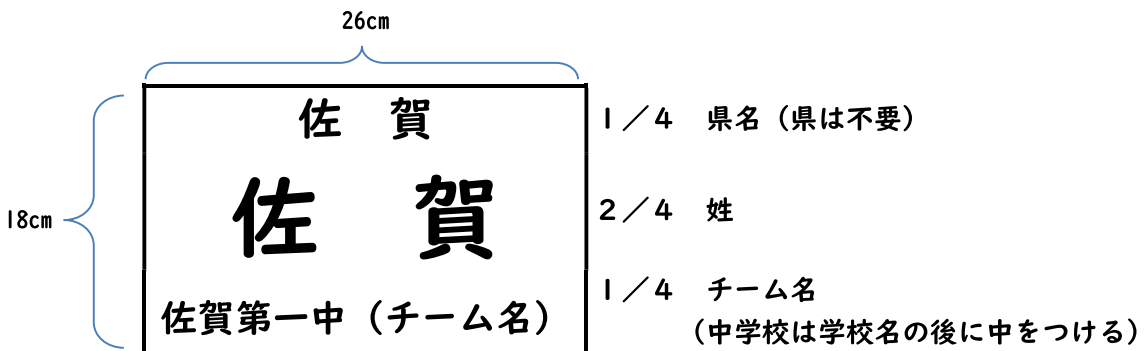 26cm
佐　賀
1／4　県名（県は不要）
18cm
佐　賀
2／4　姓
佐賀第一中（チーム名）
1／4　チーム名
（中学校は学校名の後に中をつける）